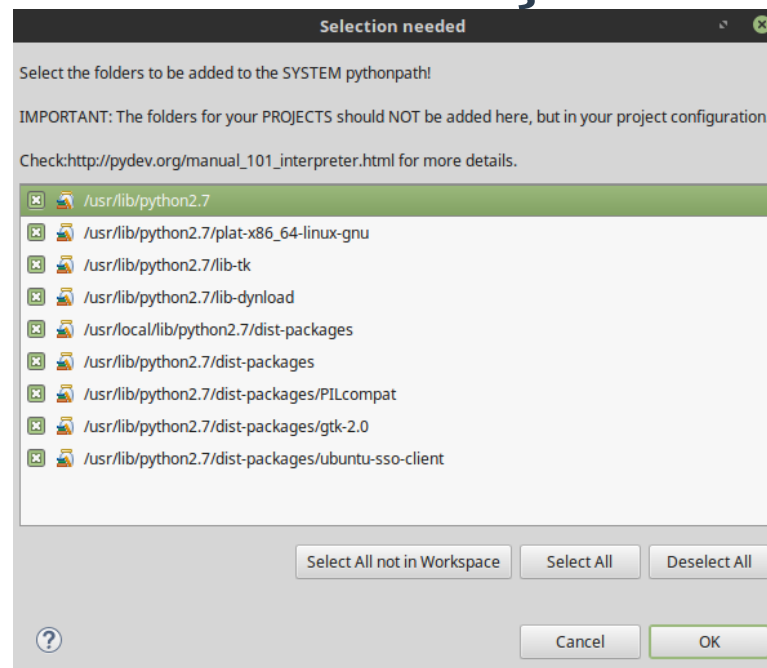 Selection needed
Select the folders to be added to the SYSTEM pythonpath!
IMPORTANT: The folders for your PROJECTS should NOT be added here, but in your project configuration
Check:http://pydev.org/manual_101_interpreter.html for more details.
/usr/lib/python2.7
/usr/lib/python2.7/plat-x86_64-linux-gnu
/usr/lib/python2.7/lib-tk
/usr/lib/python2.7/lib-dynload
/usr/local/lib/python2.7/dist-packages
/usr/lib/python2.7/dist-packages
/usr/lib/python2.7/dist-packages/PILcompat
/usr/lib/python2.7/dist-packages/gtk-2.0
/usr/lib/python2.7/dist-packages/ubuntu-sso-client
Select All not in Workspace Select All Deselect All
? Cancel OK